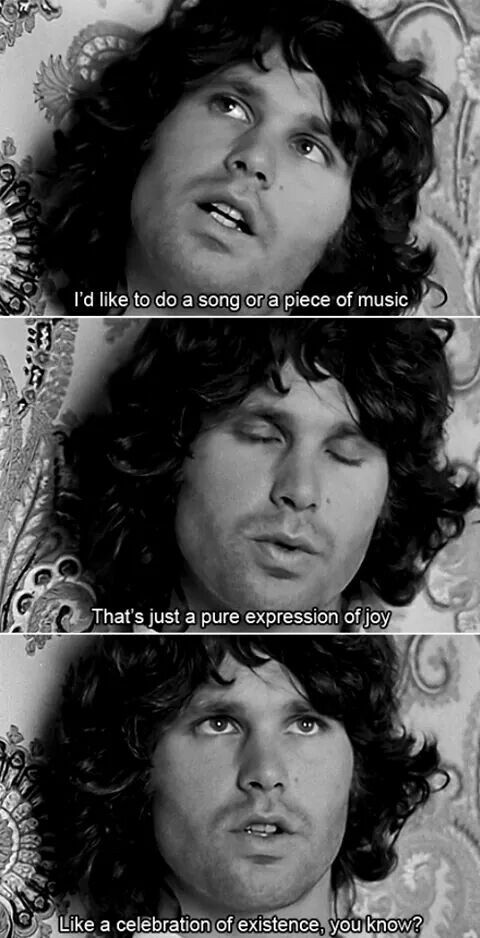 I'd like to do a song or a piece of music
That's just a pure expression of joy
Like a celebration of existence, you know?